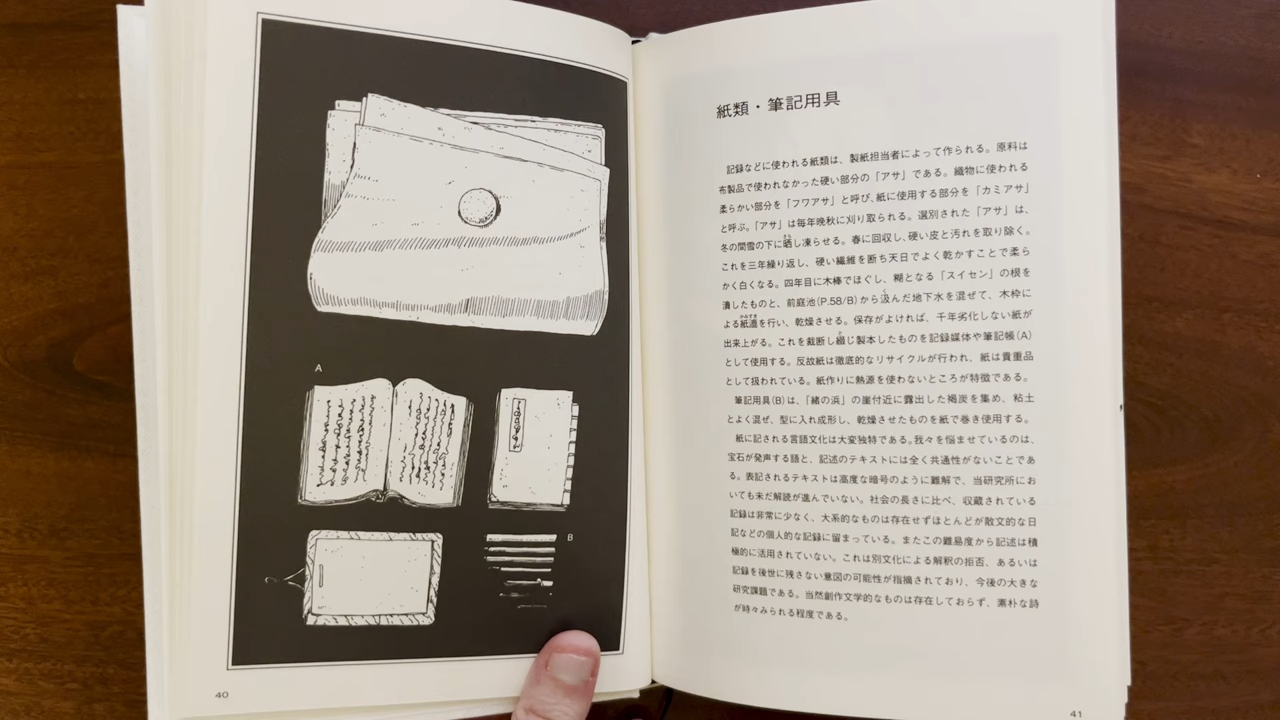 A
B
40
紙類・筆記用具
記録などに使われる紙類は、製紙担当者によって作られる。原料は
布製品で使われなかった硬い部分の「アサ」である。織物に使われる
柔らかい部分を「フワアサ」と呼び、紙に使用する部分を「カミアサ」
と呼ぶ。「アサ」は毎年晩秋に刈り取られる。選別された「アサ」は、
冬の間雪の下に晒し凍らせる。春に回収し、硬い皮と汚れを取り除く。
これを三年繰り返し、硬い繊維を断ち天日でよく乾かすことで柔ら
かく白くなる。四年目に木棒でほぐし、糊となる「スイセン」の根を
潰したものと、前庭池(P.58/B)から汲んだ地下水を混ぜて、木枠に
よる紙漉を行い、乾燥させる。保存がよければ、千年劣化しない紙が
出来上がる。これを裁断し綴じ製本したものを記録媒体や筆記帳(A)
として使用する。反故紙は徹底的なリサイクルが行われ、紙は貴重品
として扱われている。紙作りに熱源を使わないところが特徴である。
筆記用具(B)は、「緒の浜」の崖付近に露出した褐炭を集め、粘土
とよく混ぜ、型に入れ成形し、乾燥させたものを紙で巻き使用する。
紙に記される言語文化は大変独特である。我々を悩ませているのは、
宝石が発声する語と、記述のテキストには全く共通性がないことであ
る。表記されるテキストは高度な暗号のように難解で、当研究所にお
いても未だ解読が進んでいない。社会の長さに比べ、収蔵されている
記録は非常に少なく、大系的なものは存在せずほとんどが散文的な日
記などの個人的な記録に留まっている。またこの難易度から記述は積
極的に活用されていない。これは別文化による解釈の拒否、あるいは
記録を後世に残さない意図の可能性が指摘されており、今後の大きな
研究課題である。当然創作文学的なものは存在しておらず、素朴な詩
が時々みられる程度である。
41